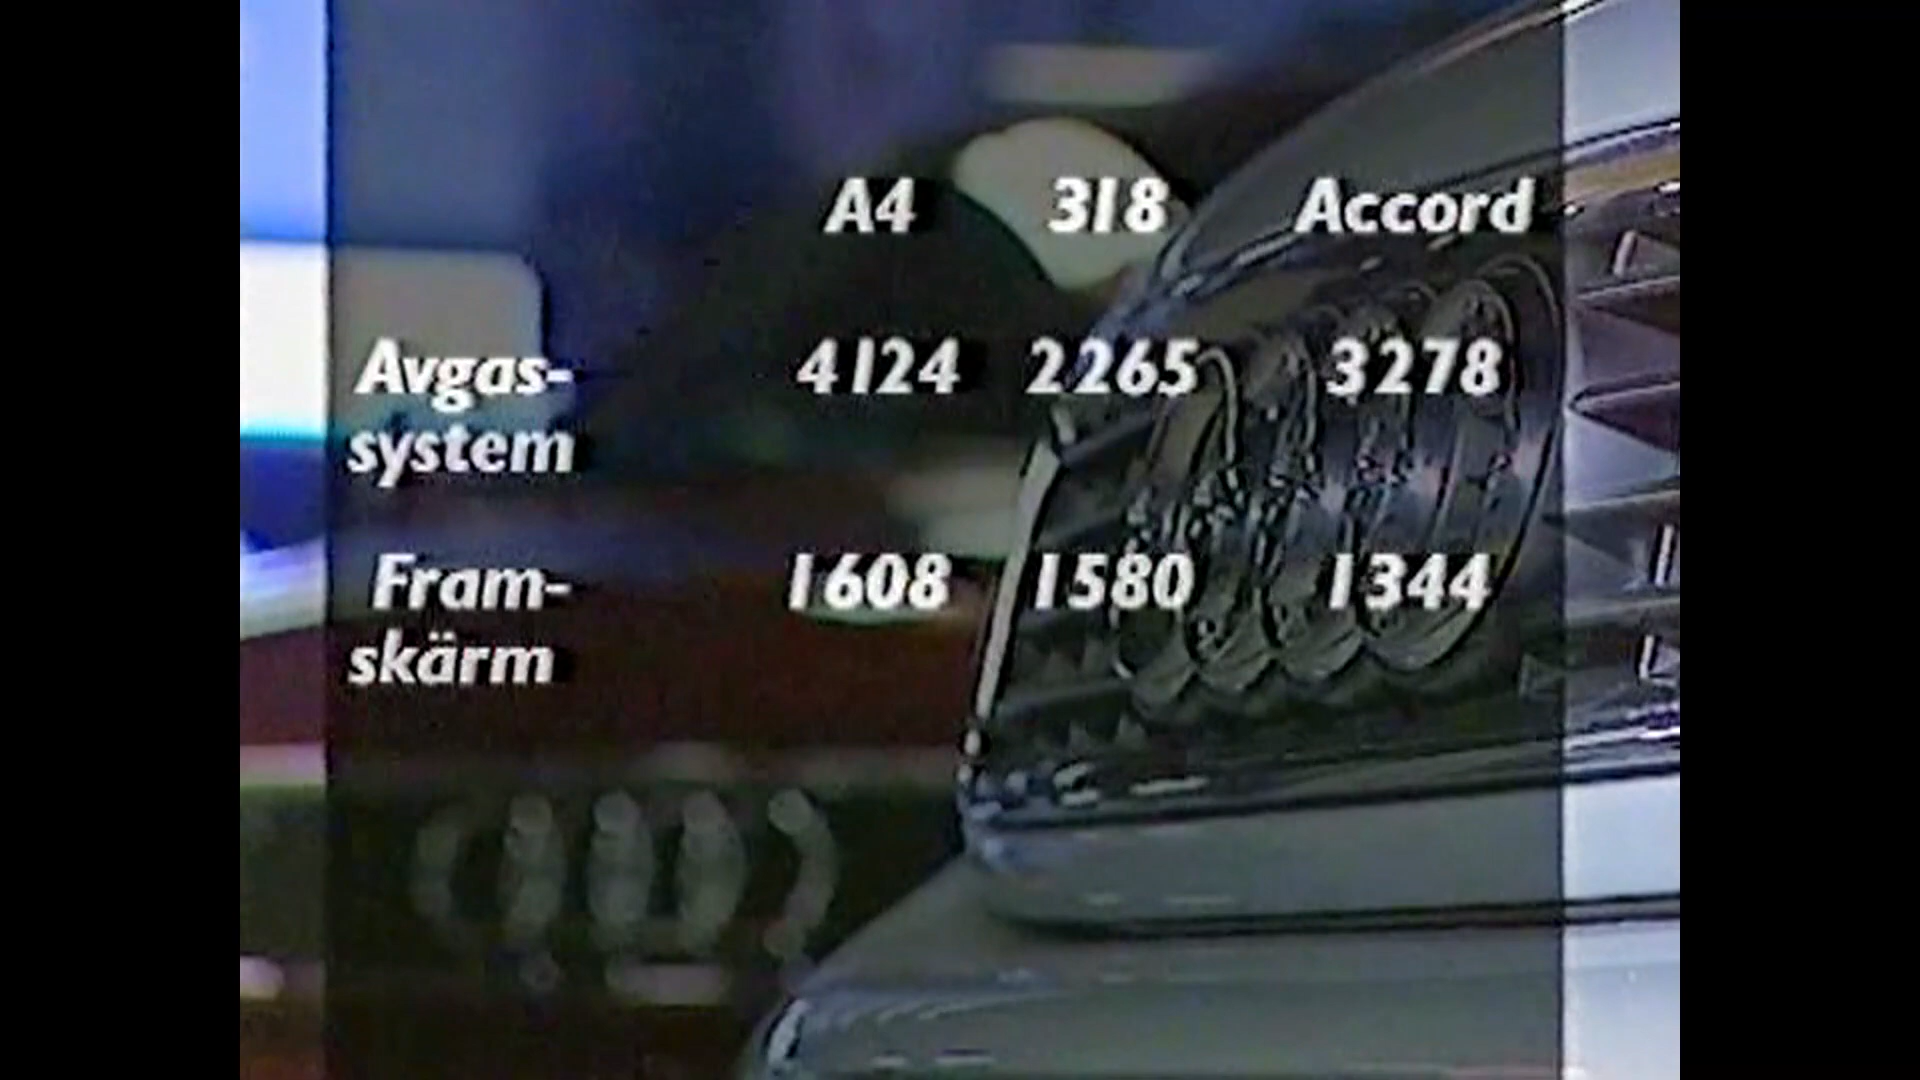 A4 318 Accord
Avgas- 4124 2265 3278
system
Fram- 1608 1580 1344
skärm